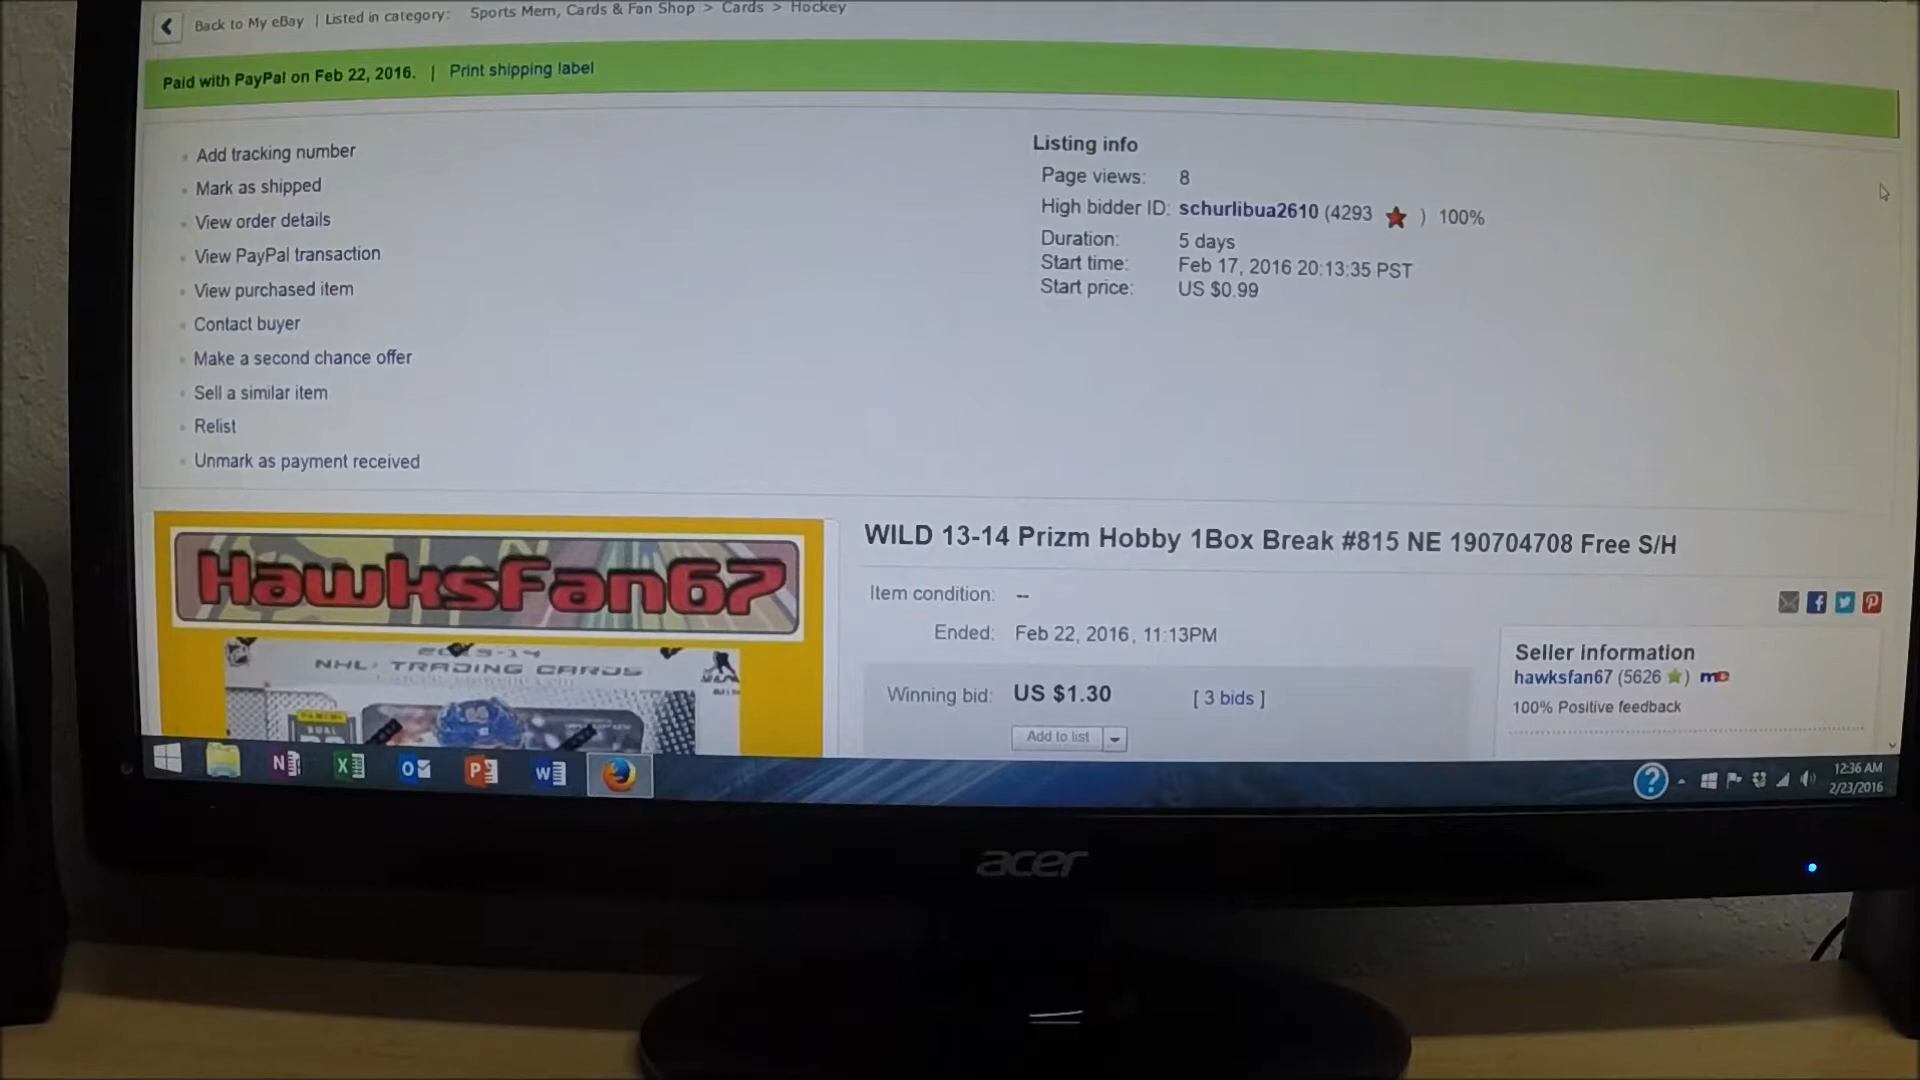 Back to My eBay | Listed in category: Sports Mem, Cards & Fan Shop > Cards > Hockey
Paid with PayPal on Feb 22, 2016. | Print shipping label
Add tracking number
Mark as shipped
View order details
View PayPal transaction
View purchased item
Contact buyer
Make a second chance offer
Sell a similar item
Relist
Unmark as payment received
Listing info
Page views: 8
High bidder ID: schurlibua2610 (4293 ) 100%
Duration: 5 days
Start time: Feb 17, 2016 20:13:35 PST
Start price: US $0.99
HawksFan67
2013-14
NHL TRADING CARDS
PANINI
DUAL
WILD 13-14 Prizm Hobby 1Box Break #815 NE 190704708 Free S/H
Item condition: --
Ended: Feb 22, 2016, 11:13PM
Winning bid: US $1.30 [ 3 bids ]
Add to list
Seller information
hawksfan67 (5626 ) me
100% Positive feedback
12:36 AM
2/23/2016
acer